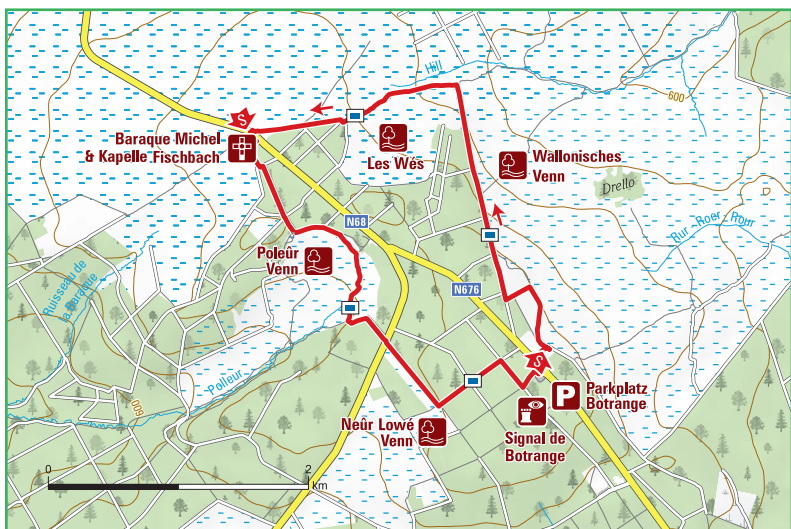 Hill
600
S
Baraque Michel
& Kapelle Fischbach
Les Wés
Wallonisches
Venn
Drello
Rur - Roer - Rour
N68
Poleûr
Venn
Ruisseau de
la Baraque
N676
Polleur
S
600
P
Parkplatz
Botrange
Neûr Lowé
Venn
Signal de
Botrange
0
2
km